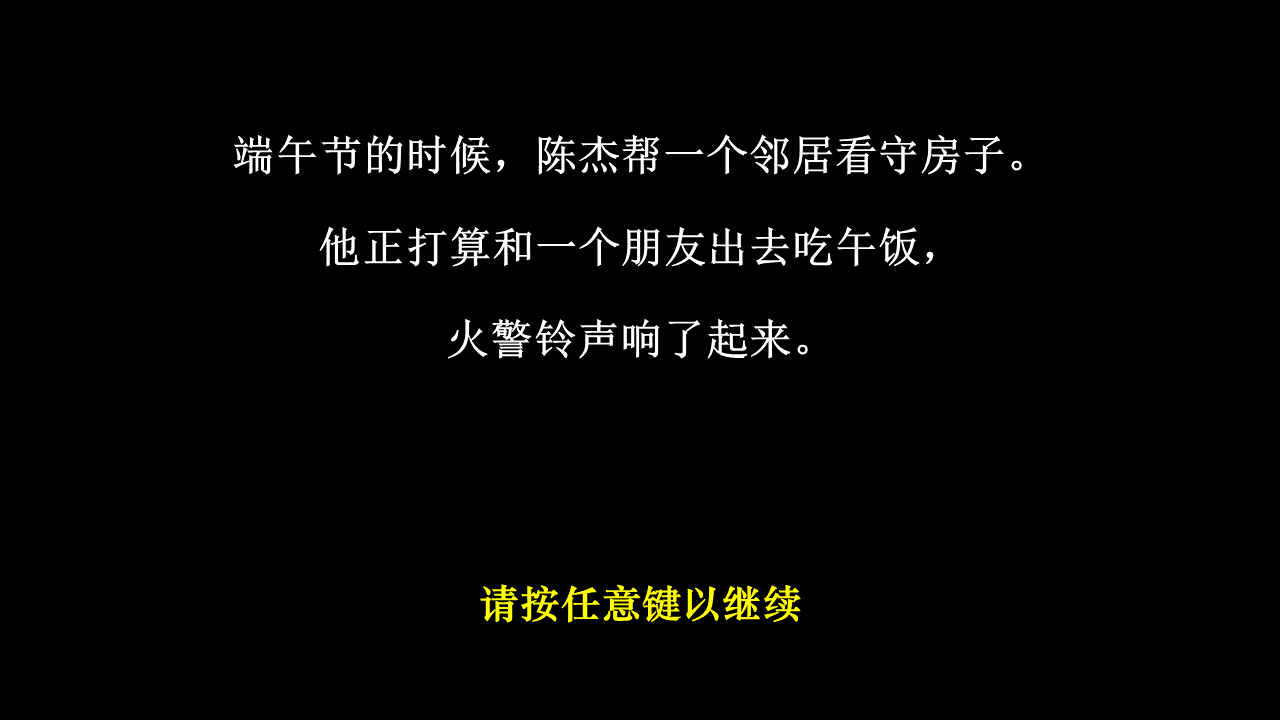 端午节的时候，陈杰帮一个邻居看守房子。
他正打算和一个朋友出去吃午饭，
火警铃声响了起来。
请按任意键以继续